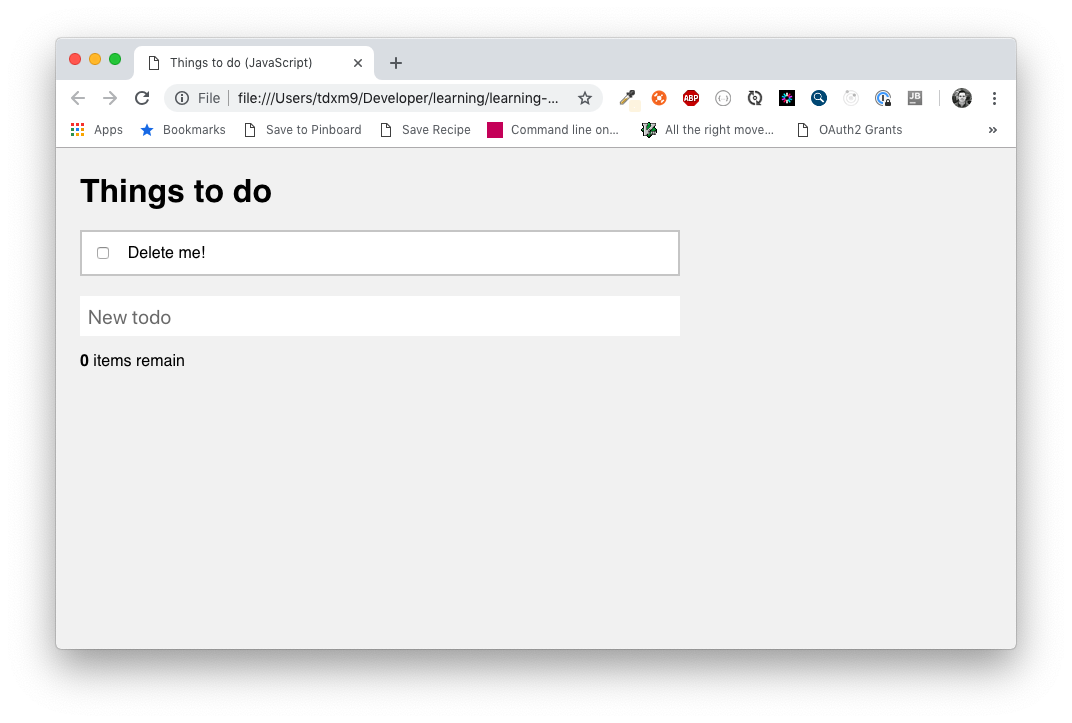 Things to do (JavaScript)
File file:///Users/tdxm9/Developer/learning/learning-...
ABP
JB
Apps Bookmarks Save to Pinboard Save Recipe Command line on... All the right move... OAuth2 Grants »
Things to do
Delete me!
New todo
0 items remain